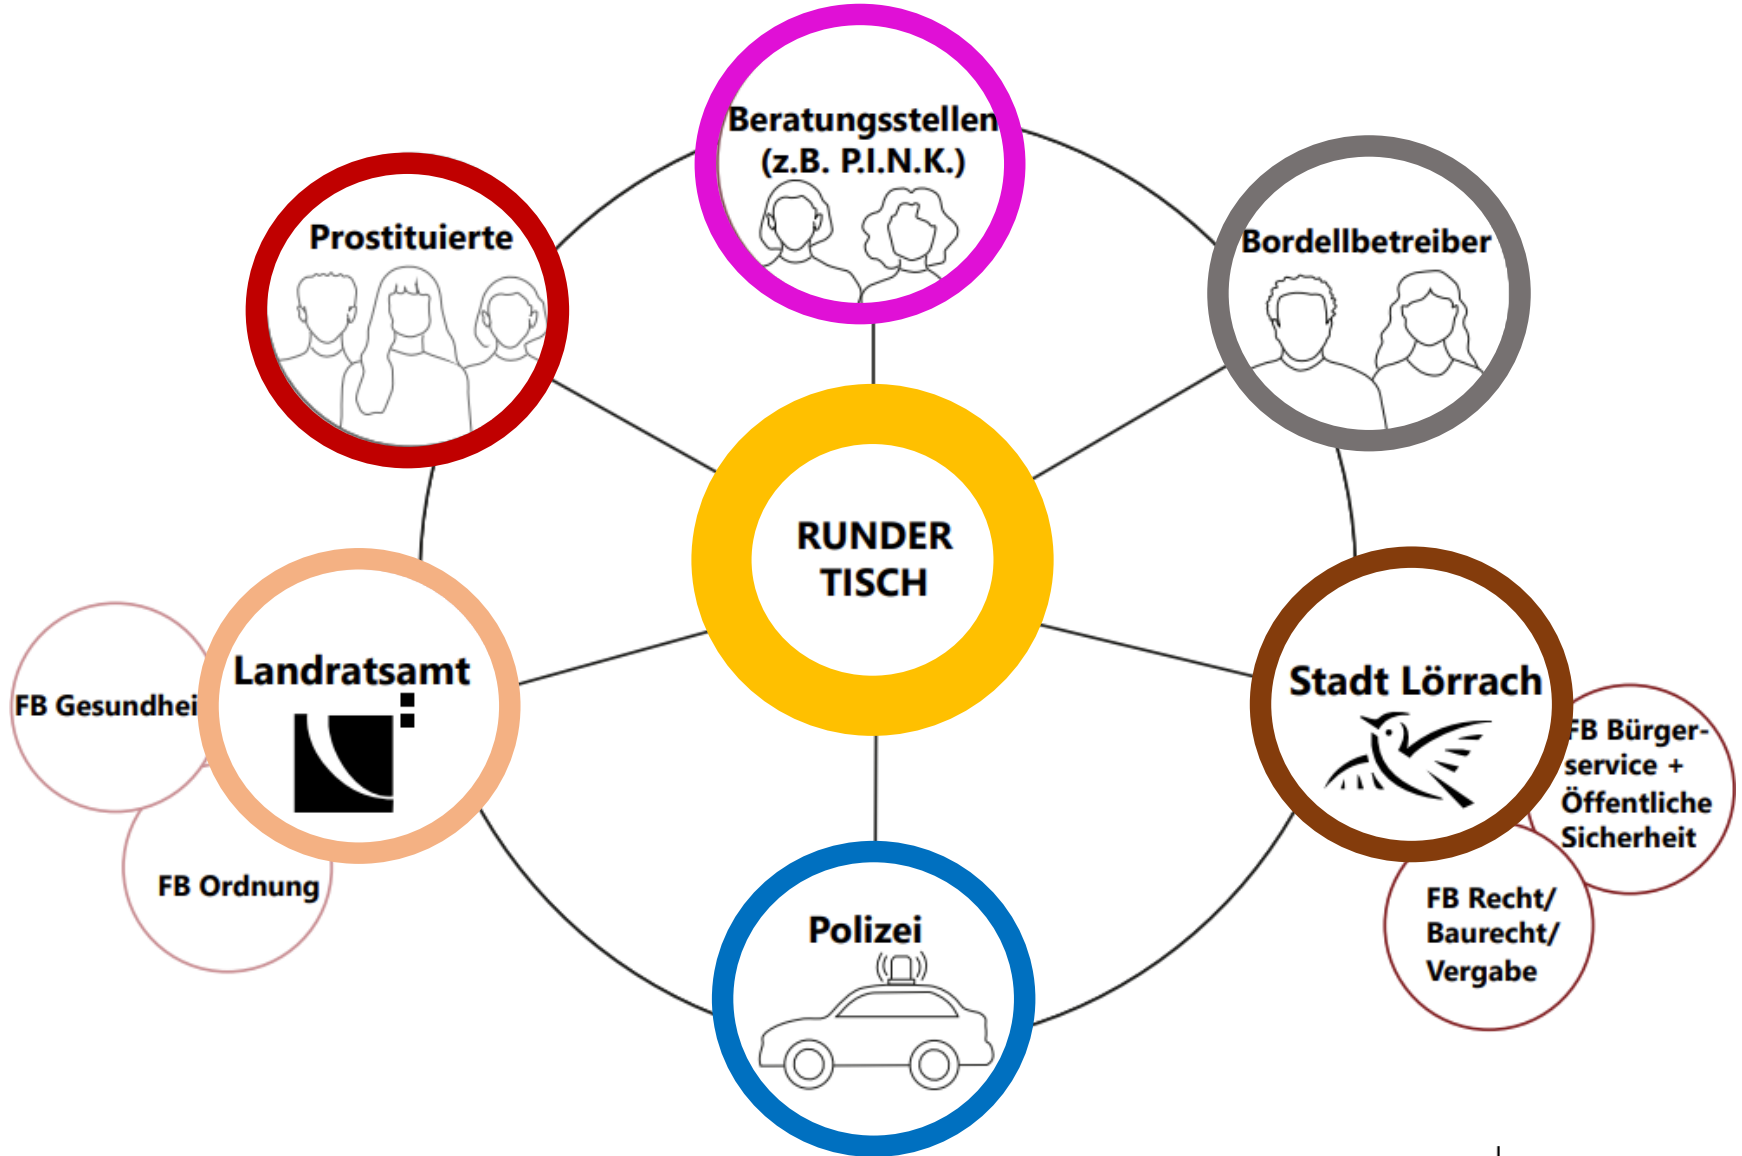 Beratungsstellen
(z.B. P.I.N.K.)
Prostituierte
Bordellbetreiber
RUNDER
TISCH
Landratsamt
Stadt Lörrach
FB Gesundhei
FB Bürger-
service +
Öffentliche
Sicherheit
FB Ordnung
FB Recht/
Baurecht/
Vergabe
Polizei